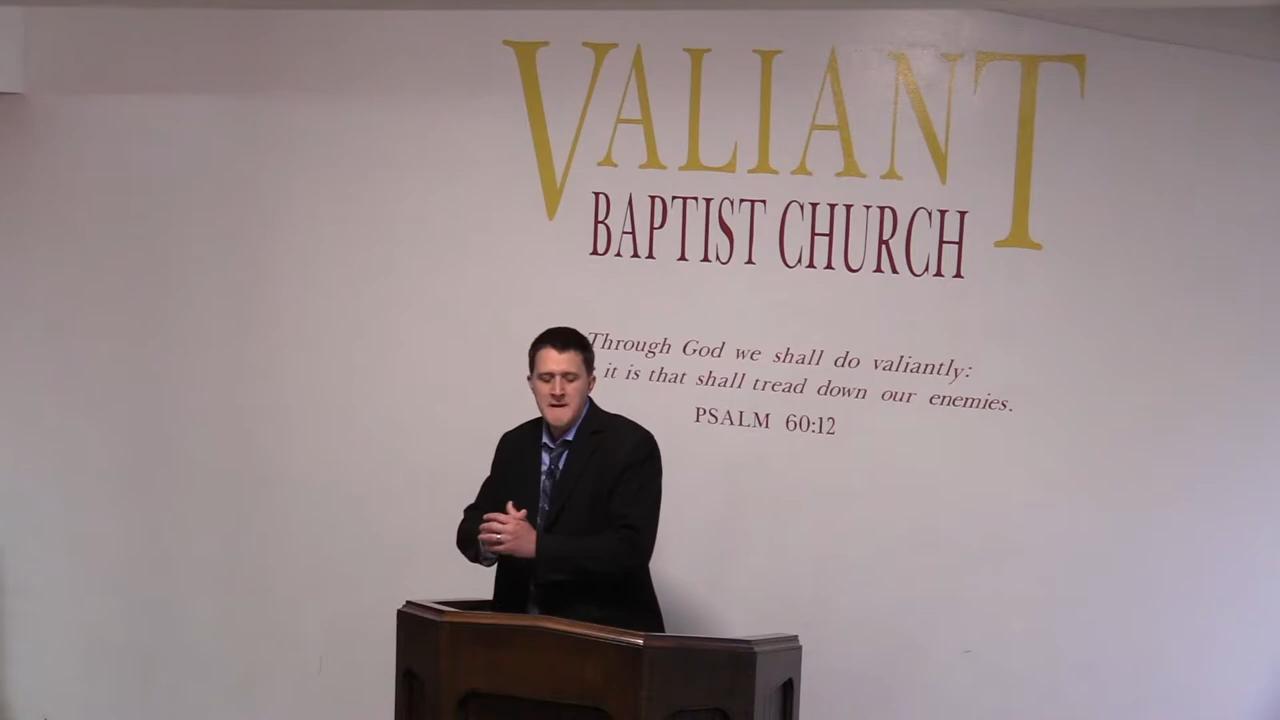 VALIANT
BAPTIST CHURCH
Through God we shall do valiantly:
it is that shall tread down our enemies.
PSALM 60:12